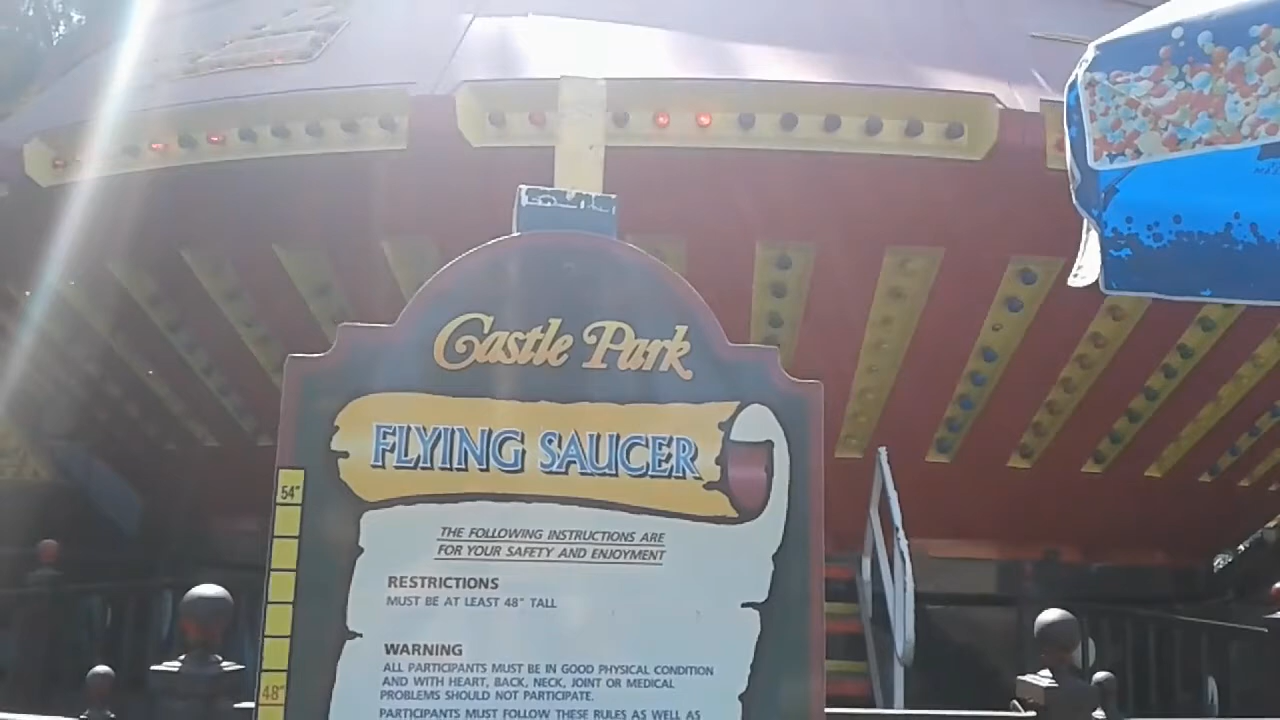 Castle Park
FLYING SAUCER
54"
THE FOLLOWING INSTRUCTIONS ARE
FOR YOUR SAFETY AND ENJOYMENT
RESTRICTIONS
MUST BE AT LEAST 48" TALL
WARNING
ALL PARTICIPANTS MUST BE IN GOOD PHYSICAL CONDITION
AND WITH HEART, BACK, NECK, JOINT OR MEDICAL
PROBLEMS SHOULD NOT PARTICIPATE.
48"
PARTICIPANTS MUST FOLLOW THESE RULES AS WELL AS